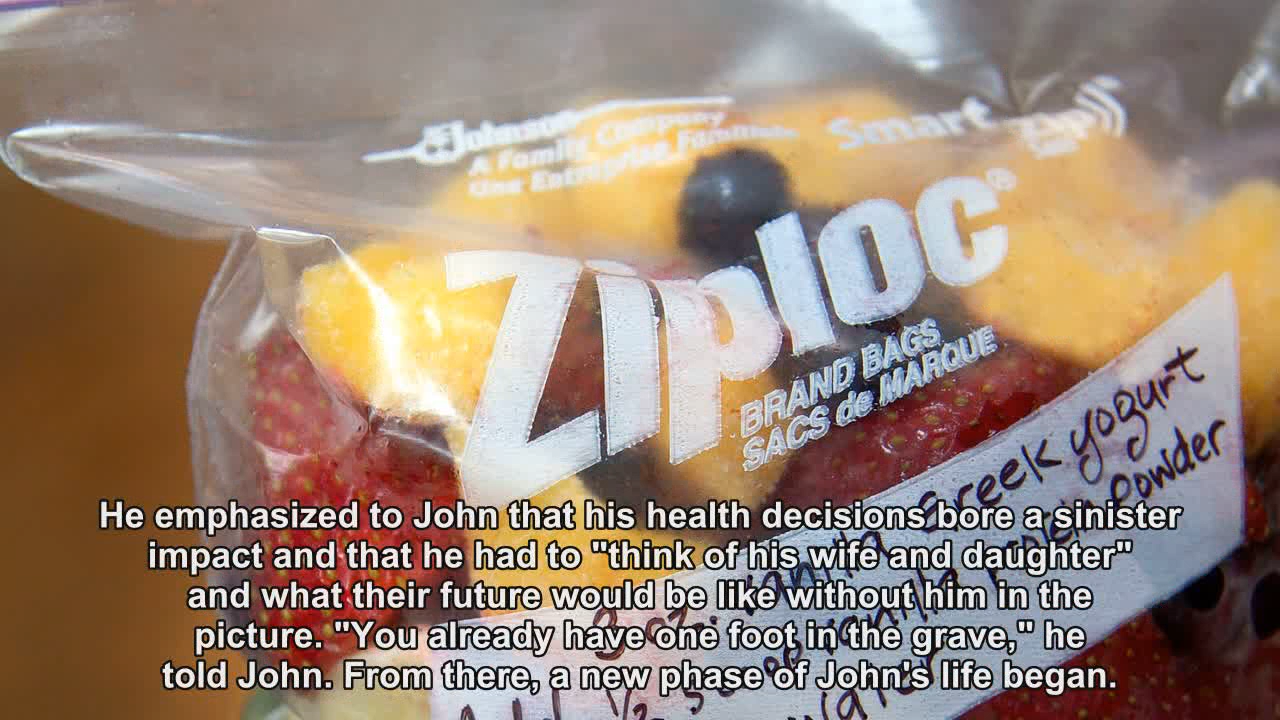 Johnson
A Family Company
Une Entreprise Familiale
Smart
Zip
Ziploc®
BRAND BAGS
SACS de MARQUE
Greek yogurt
Powder
He emphasized to John that his health decisions bore a sinister
impact and that he had to "think of his wife and daughter"
and what their future would be like without him in the
picture. "You already have one foot in the grave," he
told John. From there, a new phase of John's life began.